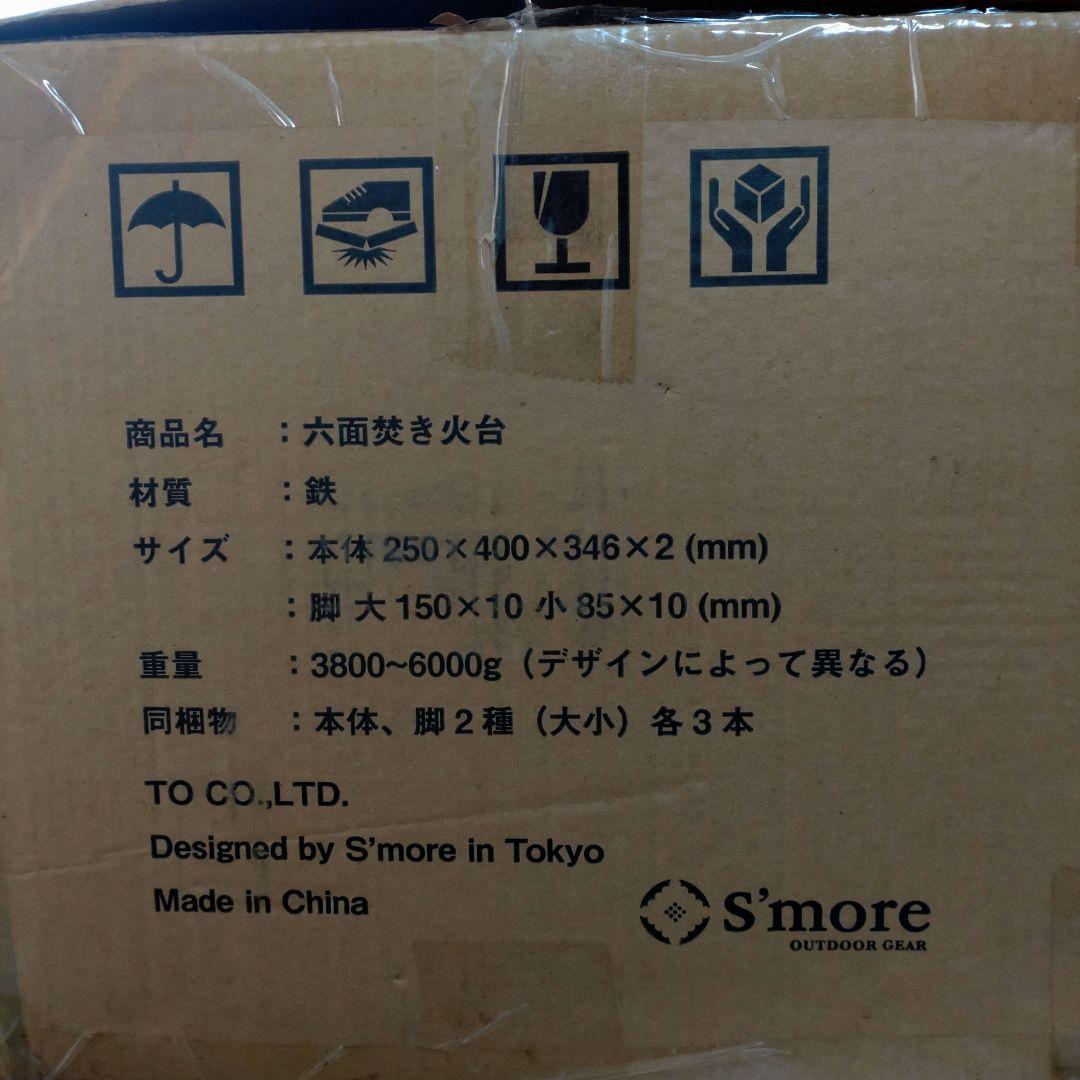 商品名 ：六面焚き火台
材質 ：鉄
サイズ ：本体 250×400×346×2 (mm)
：脚 大 150×10 小 85×10 (mm)
重量 ：3800~6000g（デザインによって異なる）
同梱物 ：本体、脚２種（大小）各３本
TO CO.,LTD.
Designed by S'more in Tokyo
Made in China
S'more
OUTDOOR GEAR